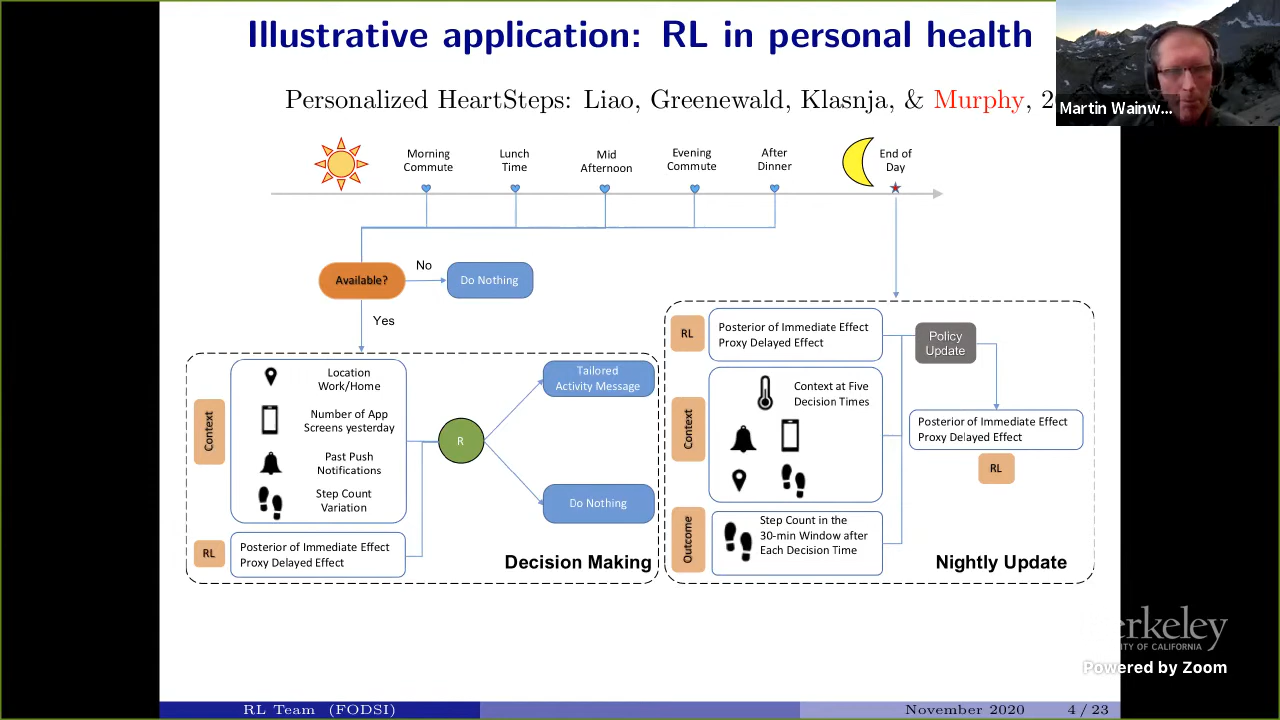 Illustrative application: RL in personal health
Personalized HeartSteps: Liao, Greenewald, Klasnja, & Murphy, 2
Martin Wainw...
Morning
Commute
Lunch
Time
Mid
Afternoon
Evening
Commute
After
Dinner
End of
Day
Available?
No
Do Nothing
Yes
Context
Location
Work/Home
Number of App
Screens yesterday
Past Push
Notifications
Step Count
Variation
RL
Posterior of Immediate Effect
Proxy Delayed Effect
R
Tailored
Activity Message
Do Nothing
Decision Making
RL
Posterior of Immediate Effect
Proxy Delayed Effect
Policy
Update
Context
Context at Five
Decision Times
Posterior of Immediate Effect
Proxy Delayed Effect
RL
Outcome
Step Count in the
30-min Window after
Each Decision Time
Nightly Update
erkeley
ITY OF CALIFORNIA
Powered by Zoom
RL Team (FODSI)
November 2020
4 / 23